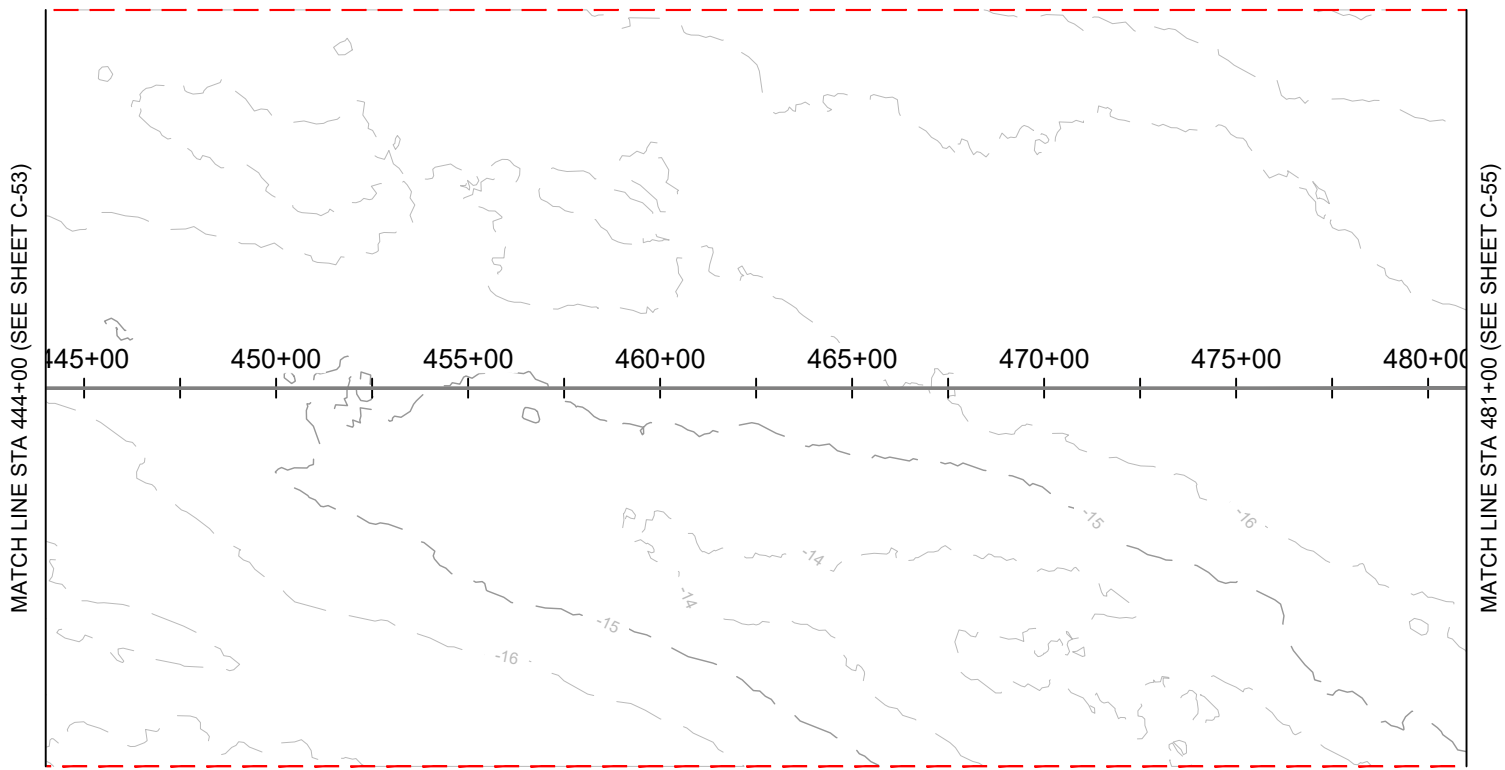 MATCH LINE STA 444+00 (SEE SHEET C-53)
445+00 450+00 455+00 460+00 465+00 470+00 475+00 480+00
-15
-16
-14
-14
-15
-16
MATCH LINE STA 481+00 (SEE SHEET C-55)